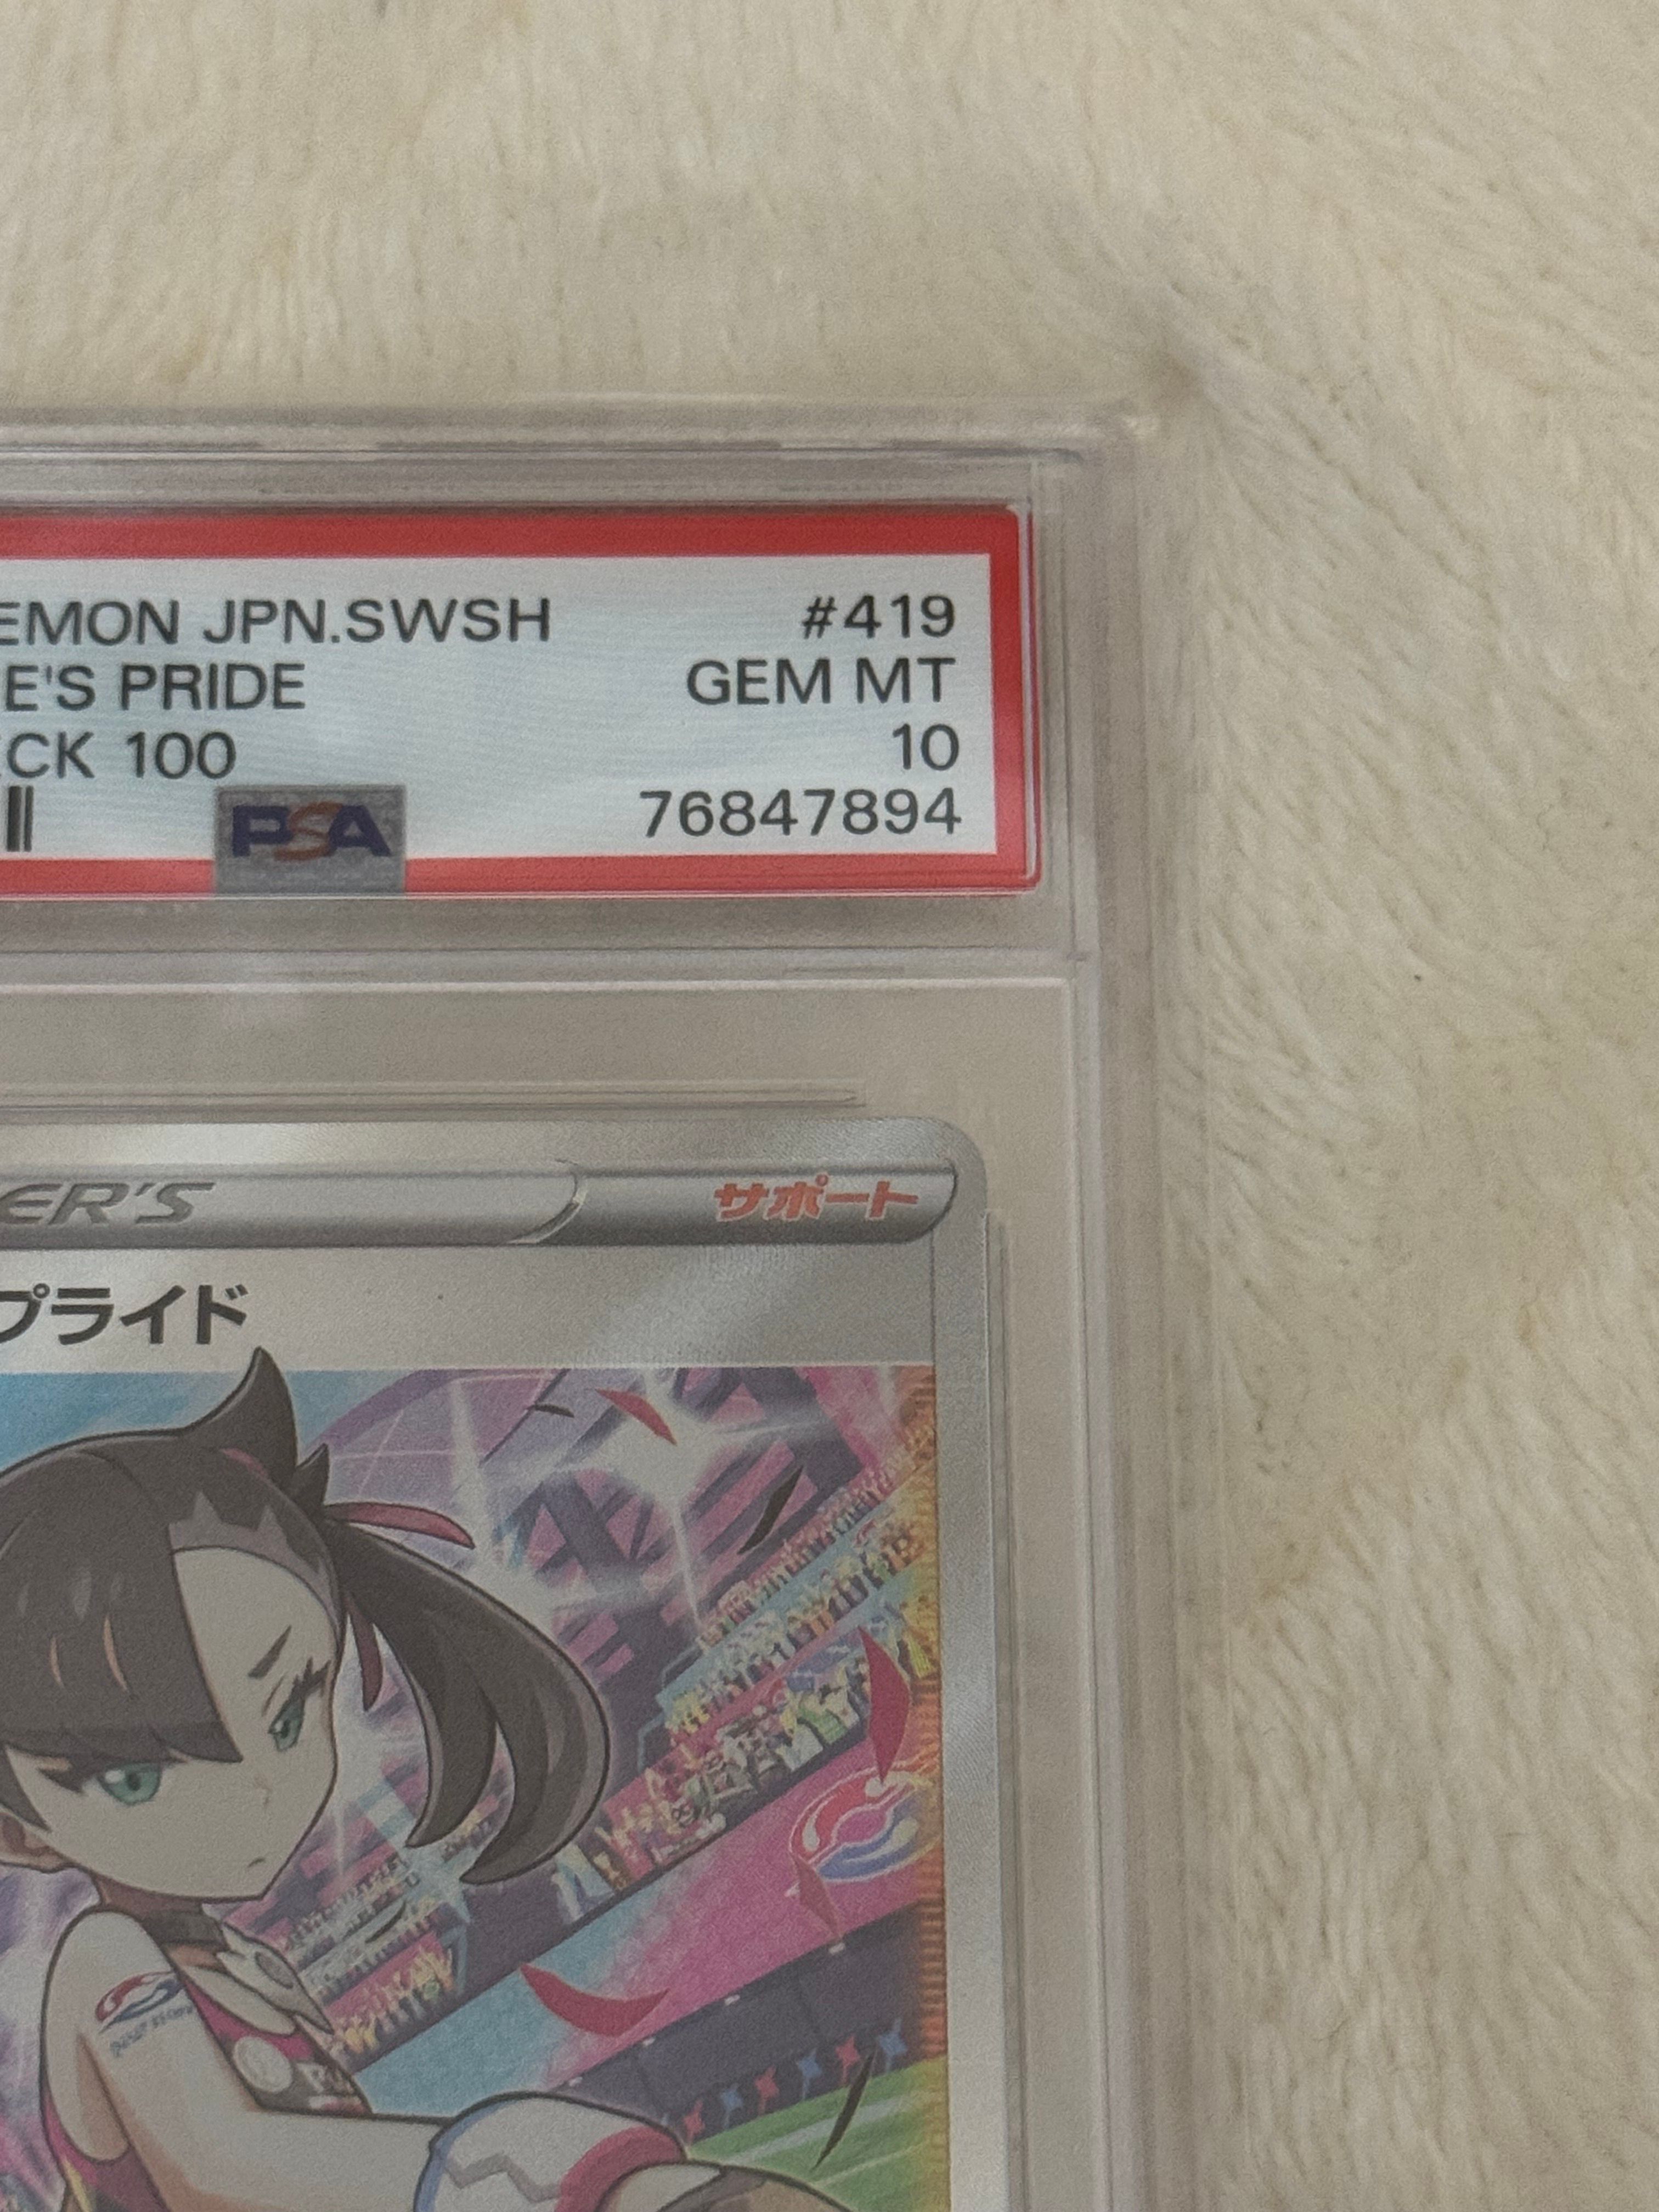 EMON JPN.SWSH #419
E'S PRIDE GEM MT
CK 100 10
PSA 76847894
ER'S サポート
プライド